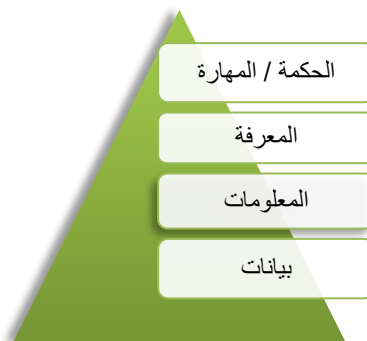 الحكمة / المهارة
المعرفة
المعلومات
بيانات